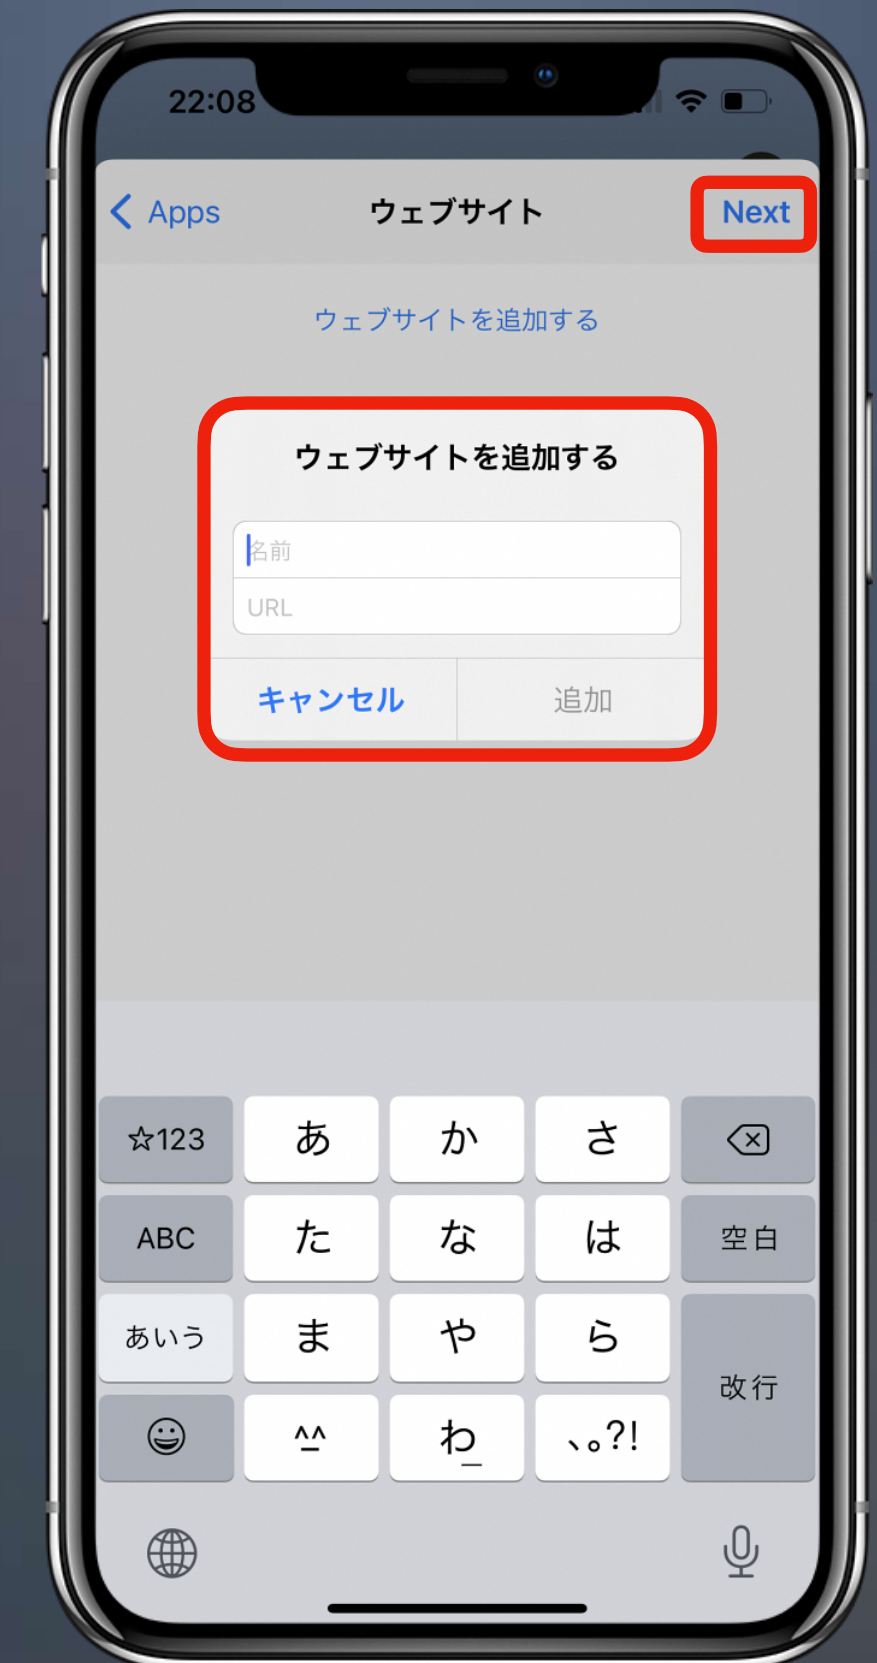 22:08
Apps ウェブサイト Next
ウェブサイトを追加する
ウェブサイトを追加する
名前
URL
キャンセル 追加
☆123 あ か さ
ABC た な は 空白
あいう ま や ら
改行
^^ わ 、。?!